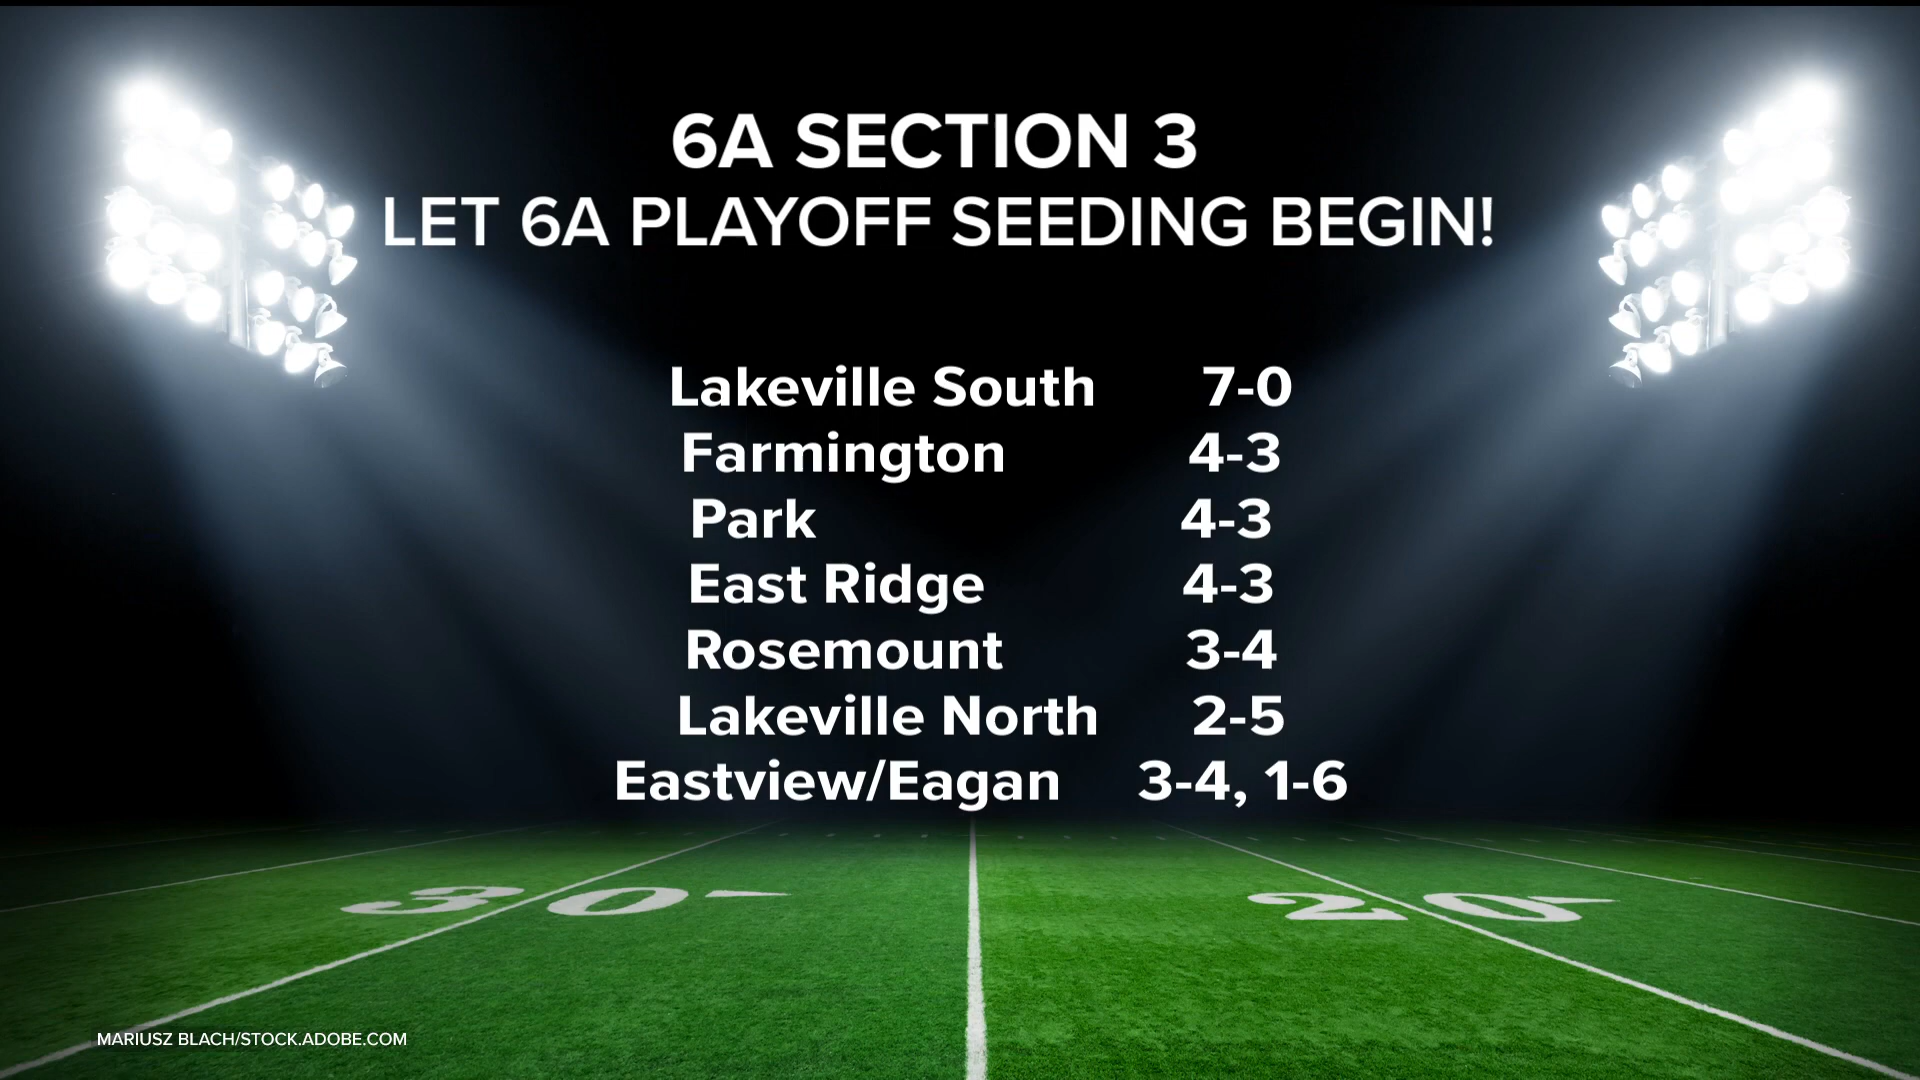 6A SECTION 3
LET 6A PLAYOFF SEEDING BEGIN!
Lakeville South 7-0
Farmington 4-3
Park 4-3
East Ridge 4-3
Rosemount 3-4
Lakeville North 2-5
Eastview/Eagan 3-4, 1-6
30 20
MARIUSZ BLACH/STOCK.ADOBE.COM